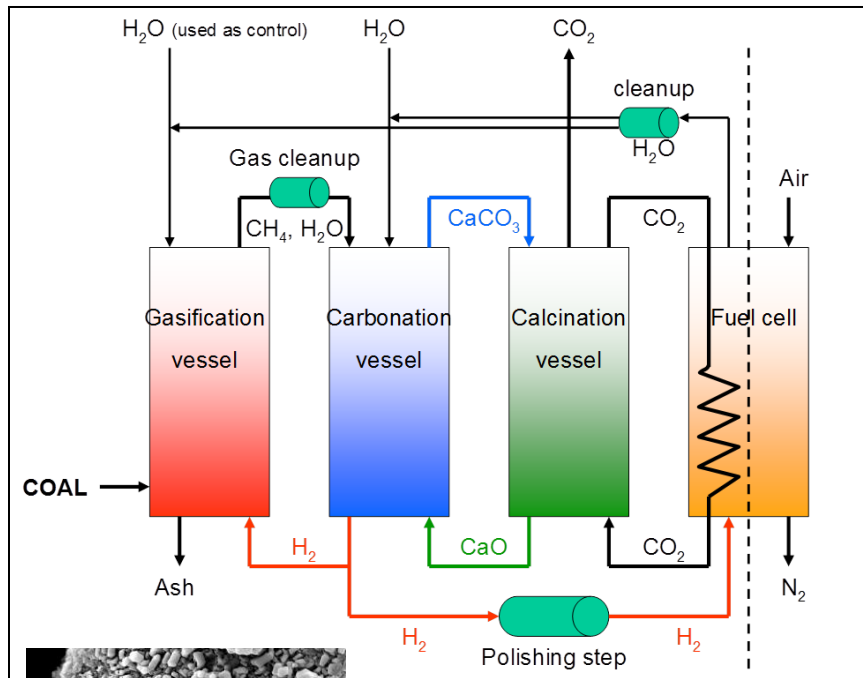 H₂O (used as control)
H₂O
CO₂
cleanup
H₂O
Gas cleanup
Air
CH₄, H₂O
CaCO₃
CO₂
Gasification
vessel
Carbonation
vessel
Calcination
vessel
Fuel cell
COAL
Ash
H₂
CaO
CO₂
N₂
H₂
H₂
Polishing step